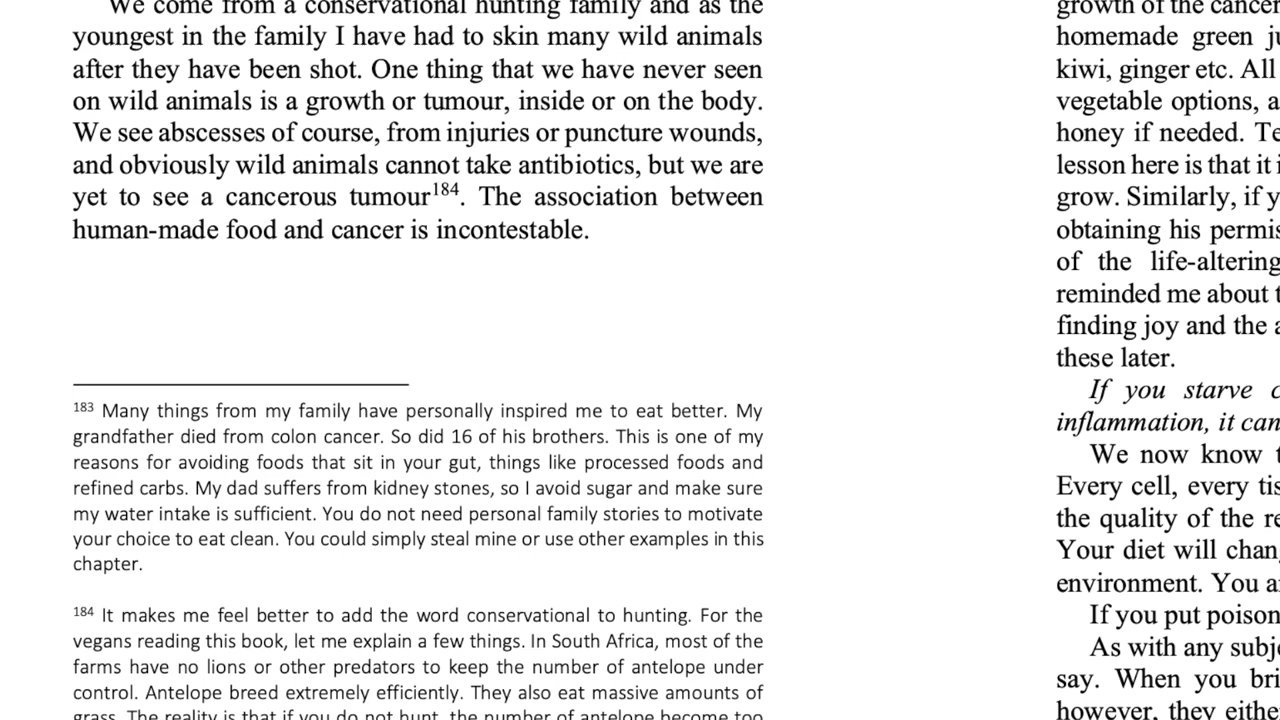 We come from a conservational hunting family and as the
youngest in the family I have had to skin many wild animals
after they have been shot. One thing that we have never seen
on wild animals is a growth or tumour, inside or on the body.
We see abscesses of course, from injuries or puncture wounds,
and obviously wild animals cannot take antibiotics, but we are
yet to see a cancerous tumour184. The association between
human-made food and cancer is incontestable.
183 Many things from my family have personally inspired me to eat better. My
grandfather died from colon cancer. So did 16 of his brothers. This is one of my
reasons for avoiding foods that sit in your gut, things like processed foods and
refined carbs. My dad suffers from kidney stones, so I avoid sugar and make sure
my water intake is sufficient. You do not need personal family stories to motivate
your choice to eat clean. You could simply steal mine or use other examples in this
chapter.
184 It makes me feel better to add the word conservational to hunting. For the
vegans reading this book, let me explain a few things. In South Africa, most of the
farms have no lions or other predators to keep the number of antelope under
control. Antelope breed extremely efficiently. They also eat massive amounts of
grass. The reality is that if you do not hunt, the number of antelope become too
growth of the cancer
homemade green
kiwi, ginger etc. All
vegetable options,
honey if needed.
lesson here is that it
grow. Similarly, if
obtaining his
of the life-altering
reminded me about
finding joy and the
these later.
If you starve
inflammation, it can
We now know
Every cell, every
the quality of the
Your diet will
environment. You
If you put poison
As with any
say. When you
however, they